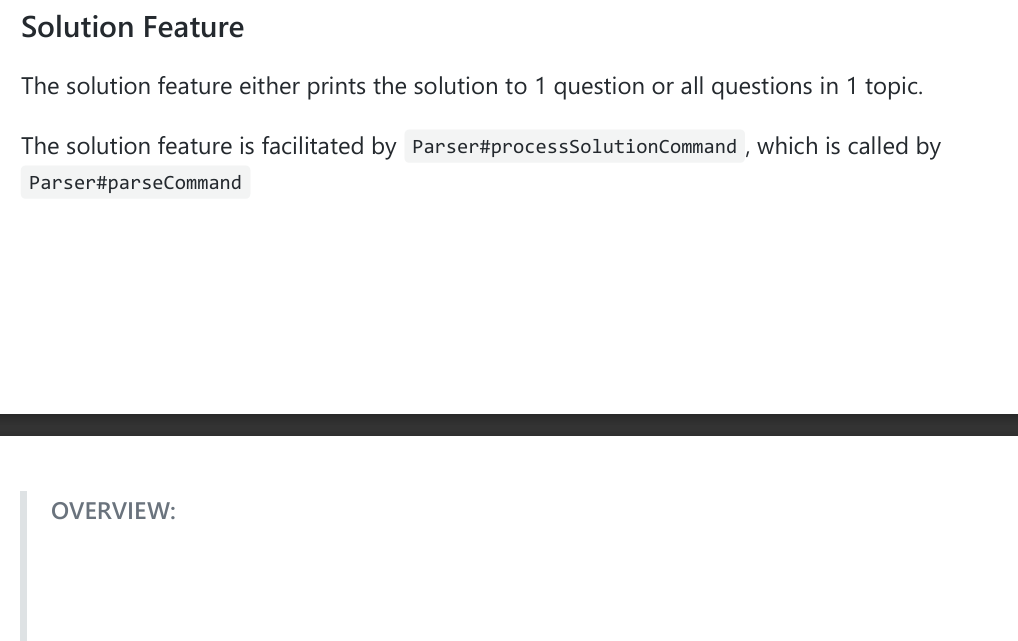 Solution Feature
The solution feature either prints the solution to 1 question or all questions in 1 topic.
The solution feature is facilitated by Parser#processSolutionCommand, which is called by
Parser#parseCommand
OVERVIEW: